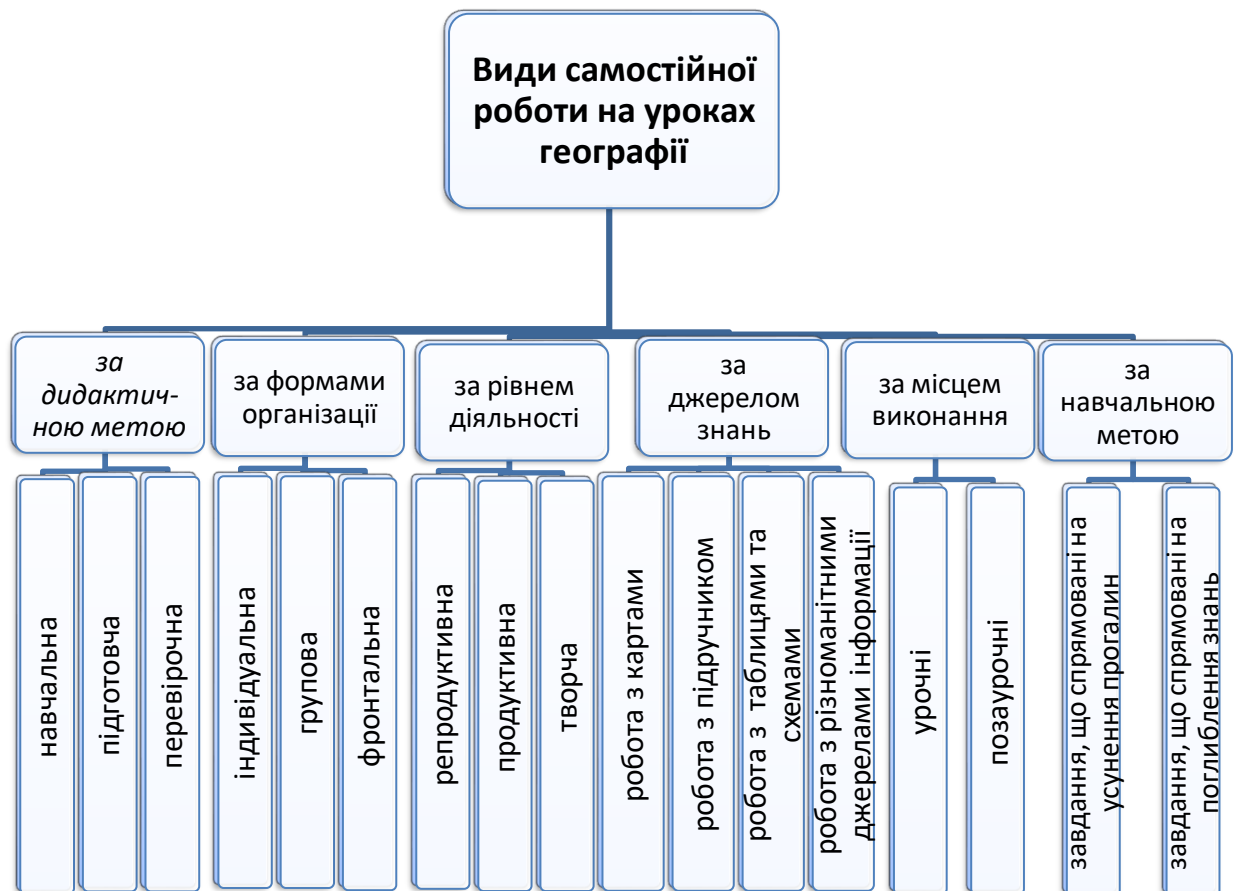 Види самостійної
роботи на уроках
географії
за
дидактич-
ною метою
за формами
організації
за рівнем
діяльності
за
джерелом
знань
за місцем
виконання
за
навчальною
метою
навчальна
підготовча
перевірочна
індивідуальна
групова
фронтальна
репродуктивна
продуктивна
творча
робота з картами
робота з підручником
робота з таблицями та
схемами
робота з різноманітними
джерелами інформації
урочні
позаурочні
завдання, що спрямовані на
усунення прогалин
завдання, що спрямовані на
поглиблення знань